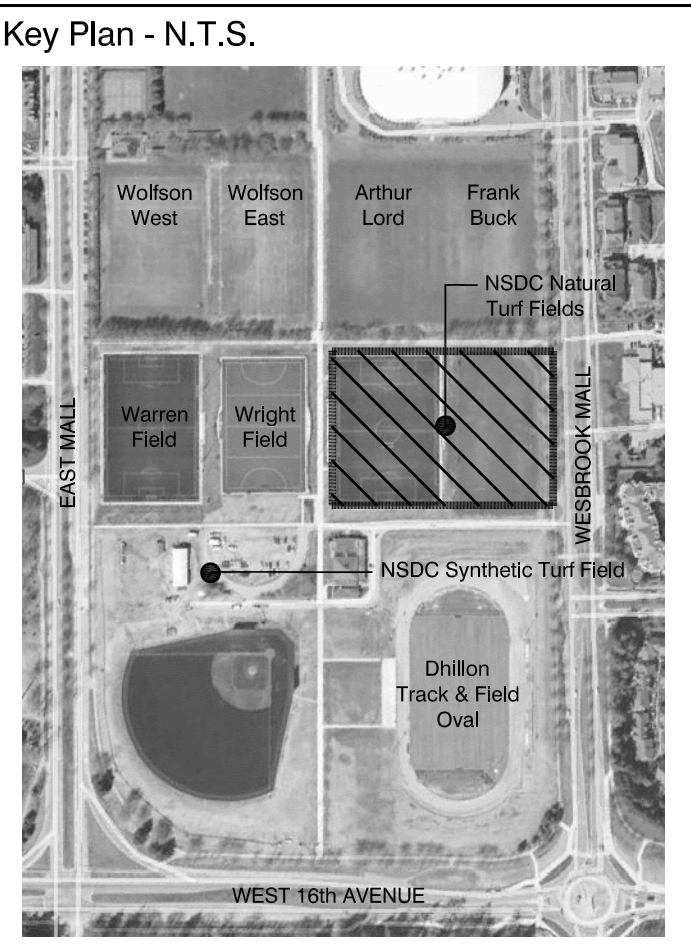 Key Plan - N.T.S.
Wolfson
West
Wolfson
East
Arthur
Lord
Frank
Buck
NSDC Natural
Turf Fields
Warren
Field
Wright
Field
EAST MALL
WESBROOK MALL
NSDC Synthetic Turf Field
Dhillon
Track & Field
Oval
WEST 16th AVENUE